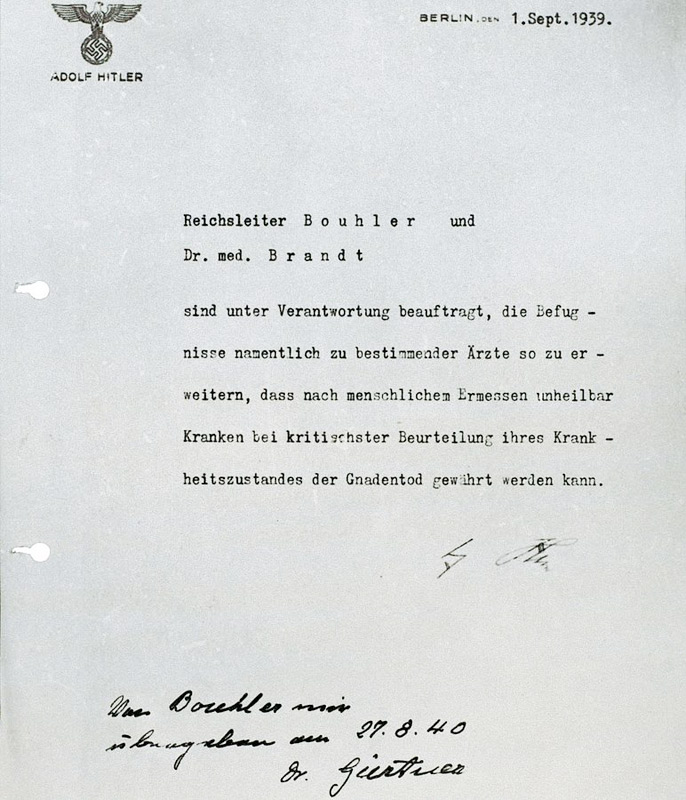 BERLIN, DEN 1.Sept.1939.
ADOLF HITLER
Reichsleiter B o u h l e r und
Dr. med. B r a n d t
sind unter Verantwortung beauftragt, die Befug -
nisse namentlich zu bestimmender Ärzte so zu er -
weitern, dass nach menschlichem Ermessen unheilbar
Kranken bei kritischster Beurteilung ihres Krank -
heitszustandes der Gnadentod gewährt werden kann.
Von Bouhler mir
übergeben am 27.8.40
Dr. Gürtner